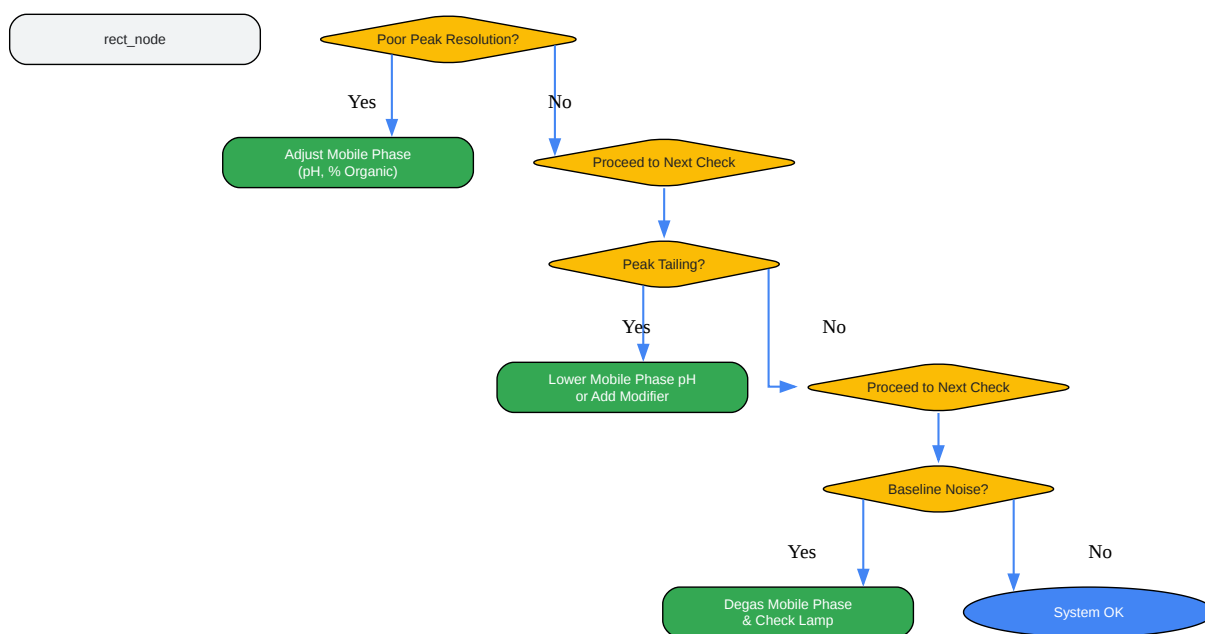 rect_node
Poor Peak Resolution?
Yes
No
Adjust Mobile Phase
(pH, % Organic)
Proceed to Next Check
Peak Tailing?
Yes
No
Lower Mobile Phase pH
or Add Modifier
Proceed to Next Check
Baseline Noise?
Yes
No
Degas Mobile Phase
& Check Lamp
System OK